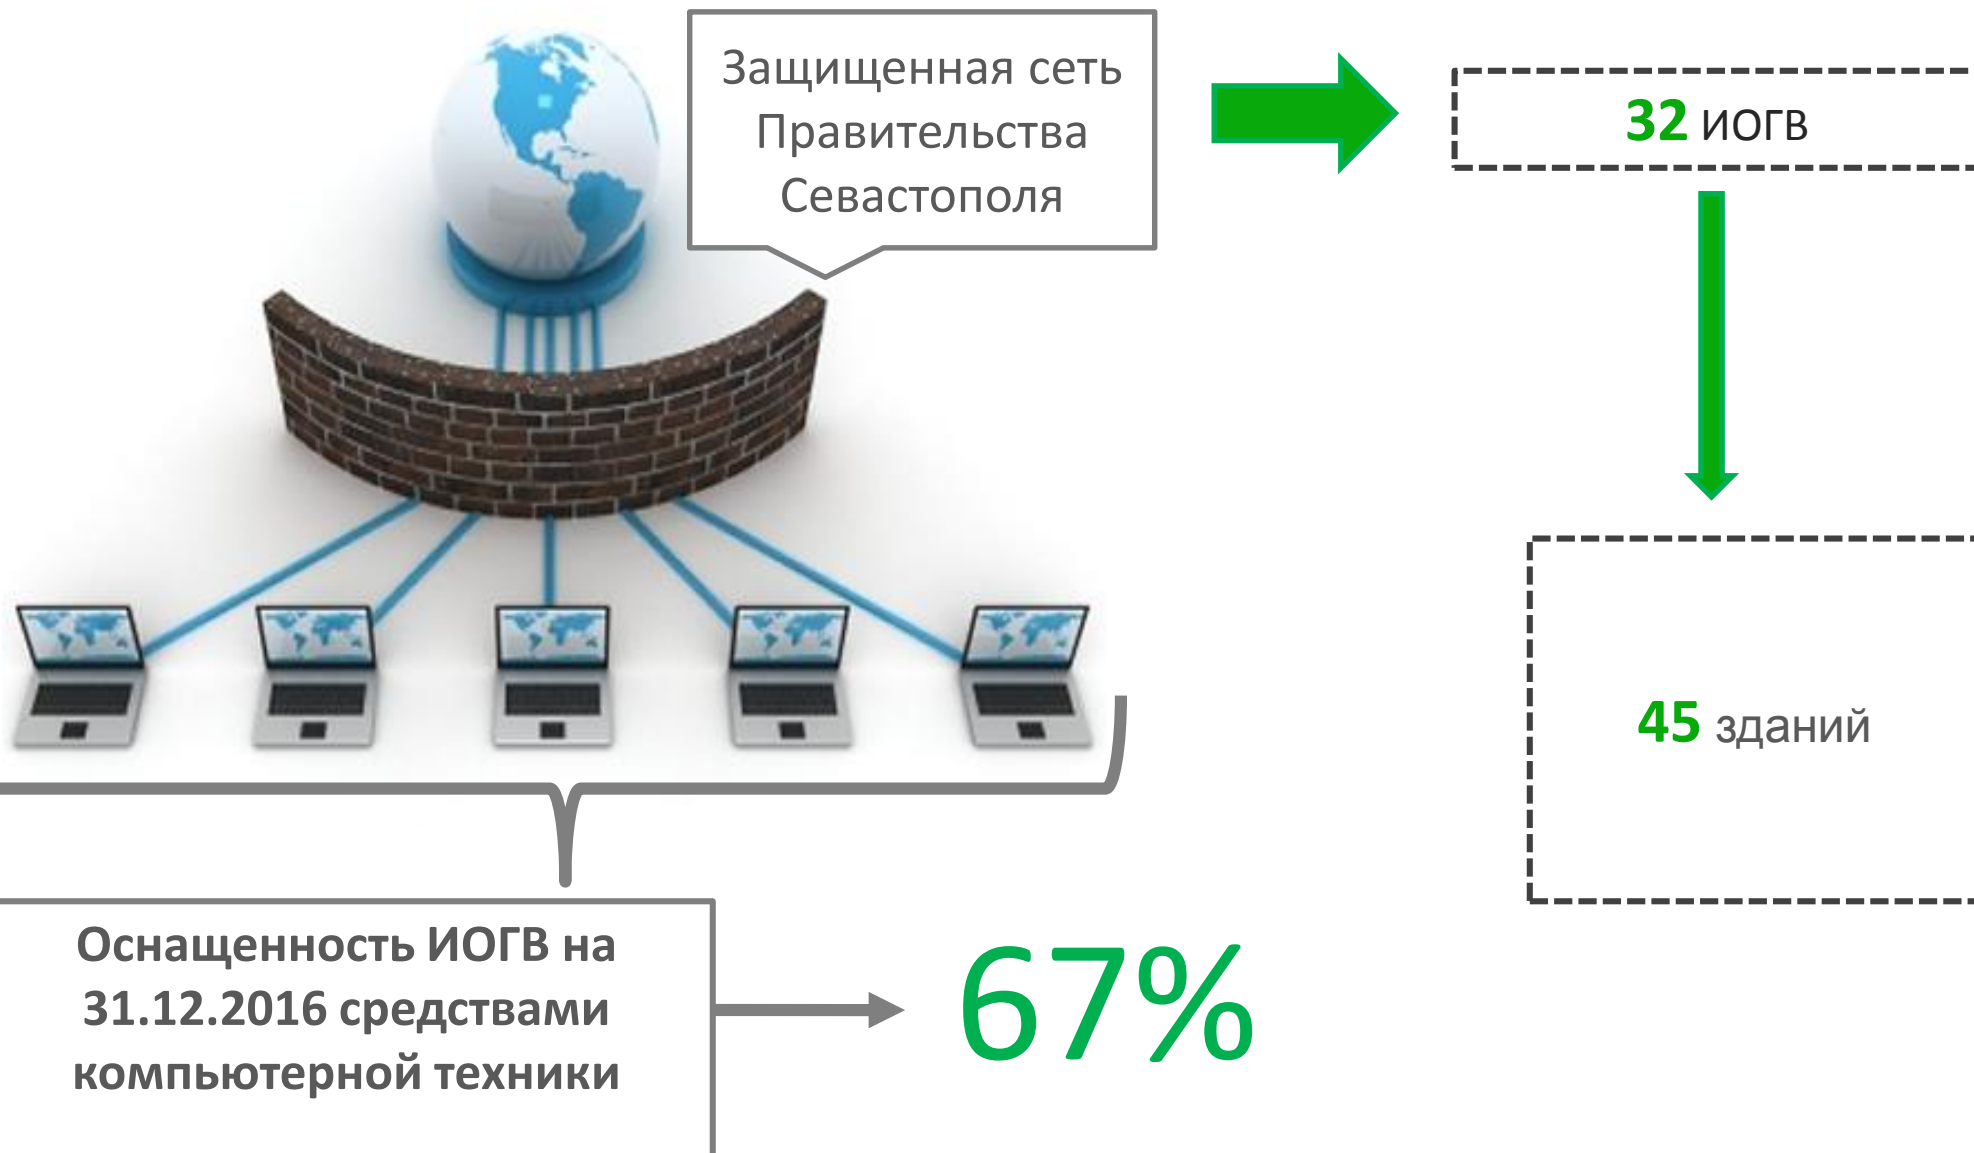 Защищенная сеть
Правительства
Севастополя
32 ИОГВ
45 зданий
Оснащенность ИОГВ на
31.12.2016 средствами
компьютерной техники
67%